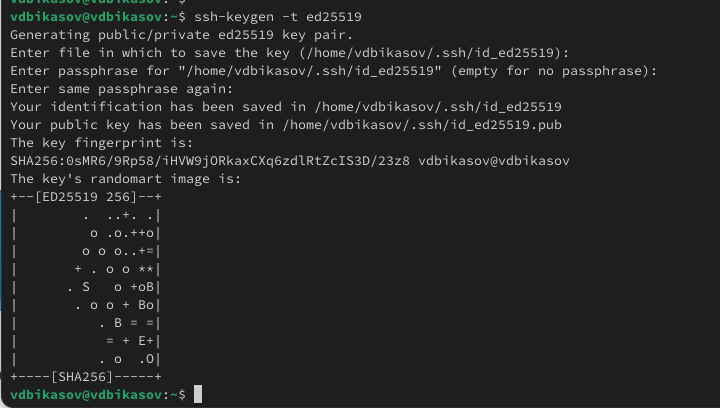 vdbikasov@vdbikasov:~$ ssh-keygen -t ed25519
Generating public/private ed25519 key pair.
Enter file in which to save the key (/home/vdbikasov/.ssh/id_ed25519):
Enter passphrase for "/home/vdbikasov/.ssh/id_ed25519" (empty for no passphrase):
Enter same passphrase again:
Your identification has been saved in /home/vdbikasov/.ssh/id_ed25519
Your public key has been saved in /home/vdbikasov/.ssh/id_ed25519.pub
The key fingerprint is:
SHA256:0sMR6/9Rp58/iHVW9jORkaxCXq6zdlRtZcIS3D/23z8 vdbikasov@vdbikasov
The key's randomart image is:
+--[ED25519 256]--+
|        .  ..+. .|
|         o .o.++o|
|        o o o..+=|
|       + . o o **|
|      . S   o +oB|
|       . o o + Bo|
|          . B = =|
|           = + E+|
|          . o  .O|
+----[SHA256]-----+
vdbikasov@vdbikasov:~$